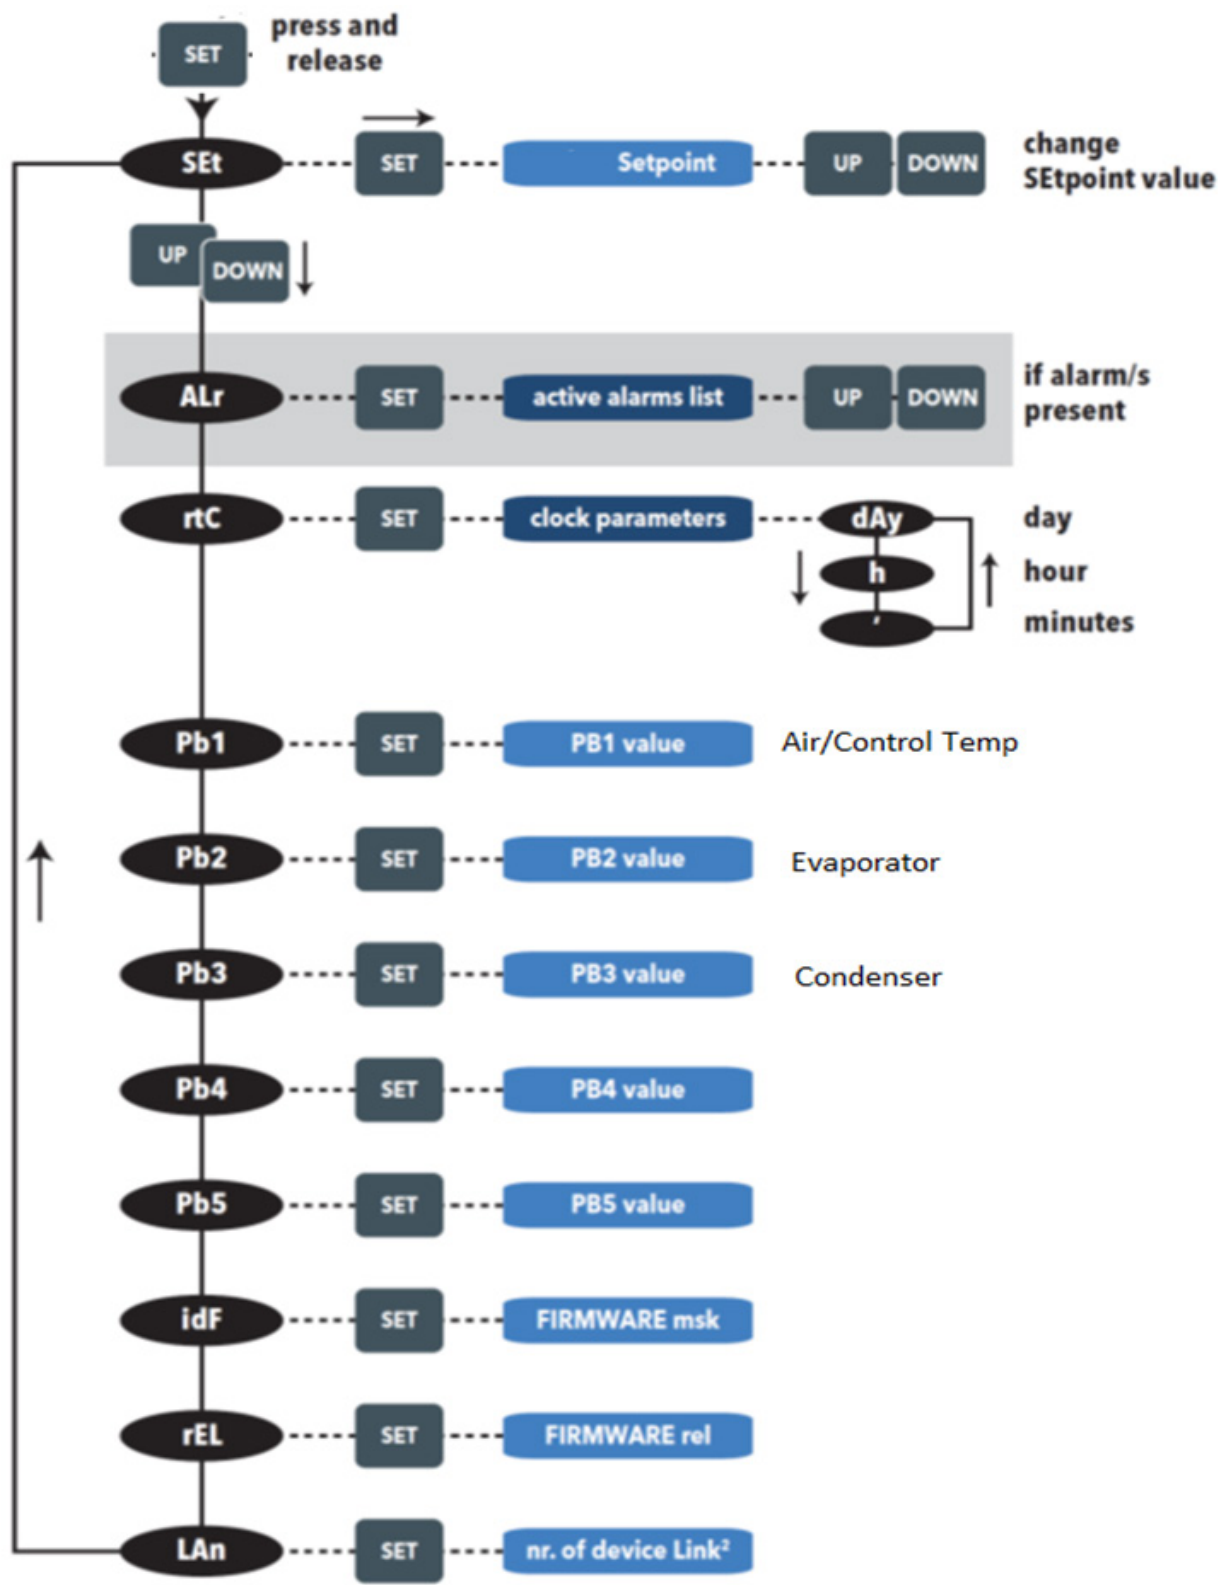 press and
release
SET
SEt SET Setpoint UP DOWN
change
SEtpoint value
UP
DOWN
ALr SET active alarms list UP DOWN
if alarm/s
present
rtC SET clock parameters dAy day
h hour
' minutes
Pb1 SET PB1 value Air/Control Temp
Pb2 SET PB2 value Evaporator
Pb3 SET PB3 value Condenser
Pb4 SET PB4 value
Pb5 SET PB5 value
idF SET FIRMWARE msk
rEL SET FIRMWARE rel
LAn SET nr. of device Link²